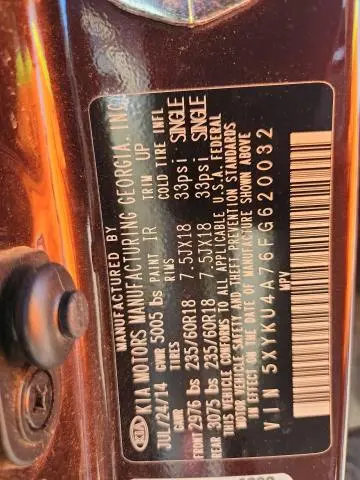 MANUFACTURED BY
KIA KIA MOTORS MANUFACTURING GEORGIA, INC.
JUL/24/14 PAINT IR TRIM UP
GVWR 5005 lbs
GAWR TIRES RIMS COLD TIRE INFL
FRONT 2976 lbs 235/60R18 7.5JX18 33psi SINGLE
REAR 3075 lbs 235/60R18 7.5JX18 33psi SINGLE
THIS VEHICLE CONFORMS TO ALL APPLICABLE U.S.A. FEDERAL
MOTOR VEHICLE SAFETY AND THEFT PREVENTION STANDARDS
IN EFFECT ON THE DATE OF MANUFACTURE SHOWN ABOVE
VIN 5XYKU4A76FG620032
MPV